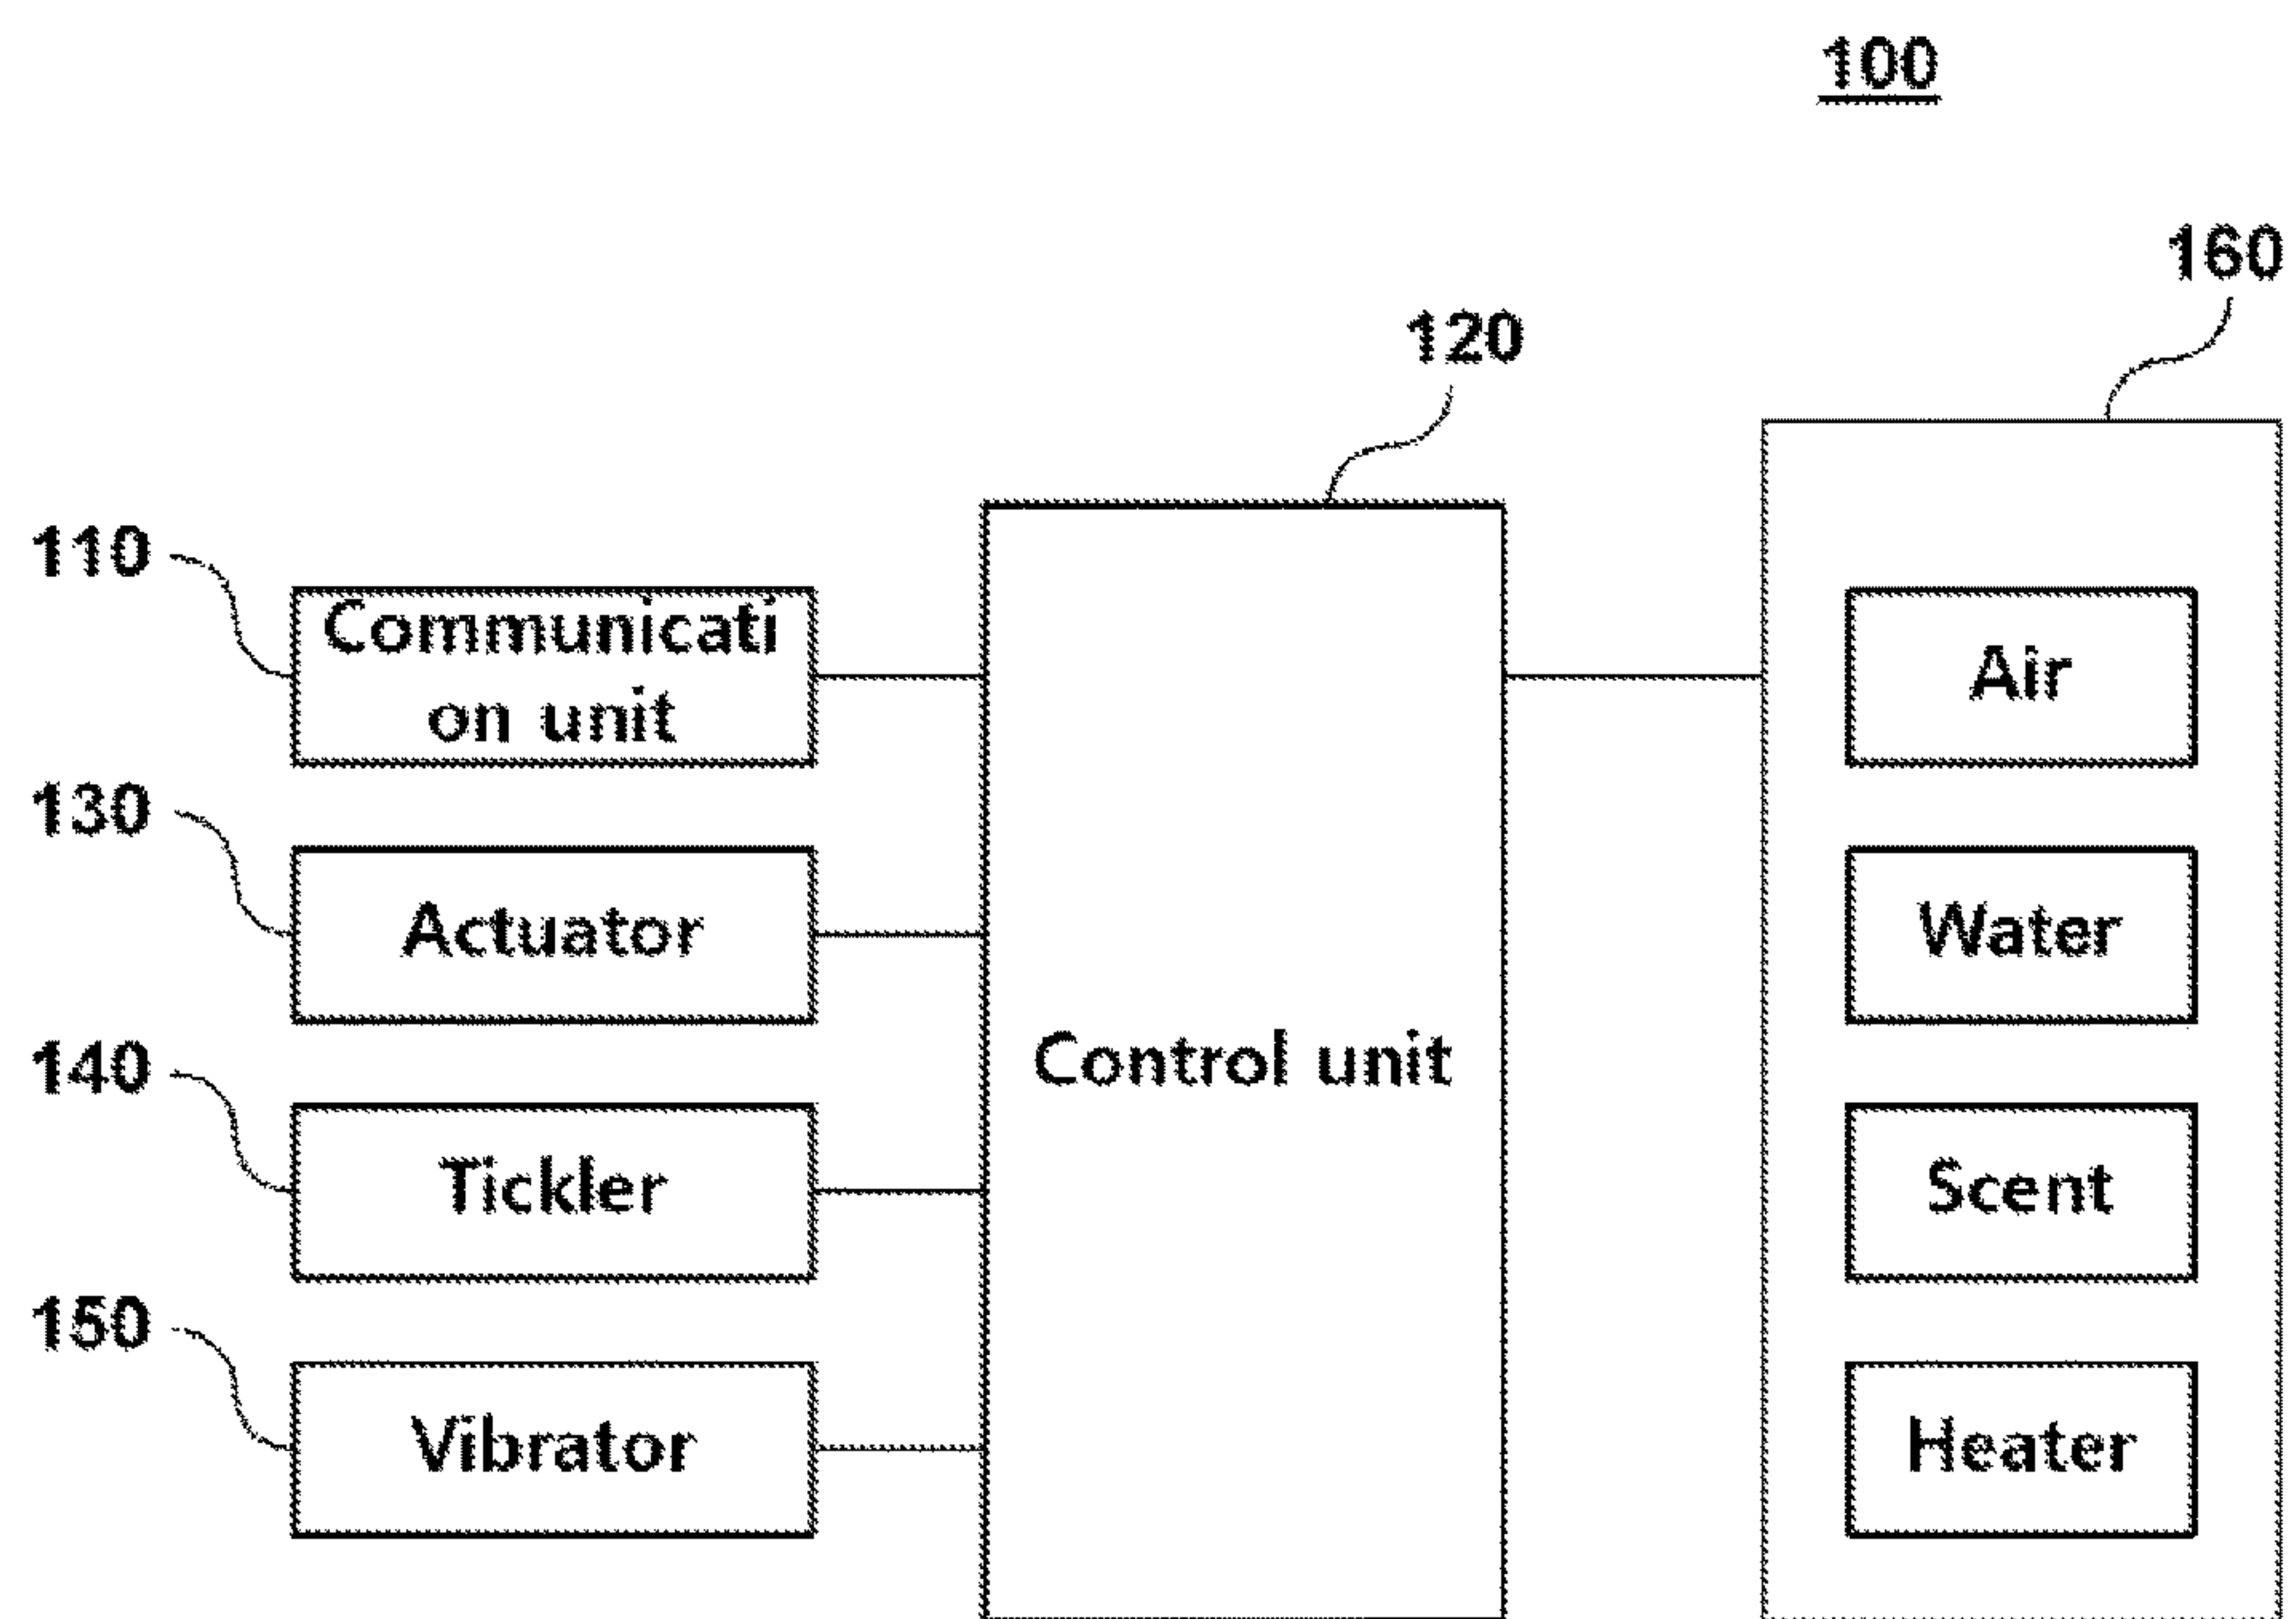 100
160
120
110
Communicati
on unit
Air
130
Actuator
Water
Control unit
140
Tickler
Scent
150
Vibrator
Heater